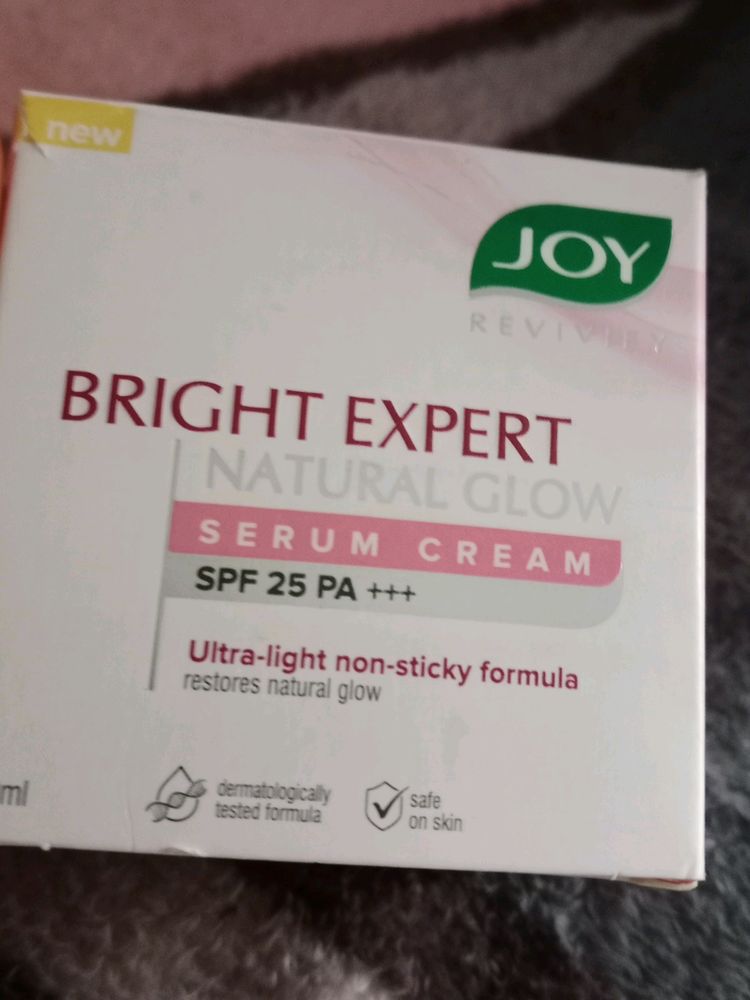 new
JOY
REVIVIFY
BRIGHT EXPERT
NATURAL GLOW
SERUM CREAM
SPF 25 PA +++
Ultra-light non-sticky formula
restores natural glow
ml
dermatologically
tested formula
safe
on skin